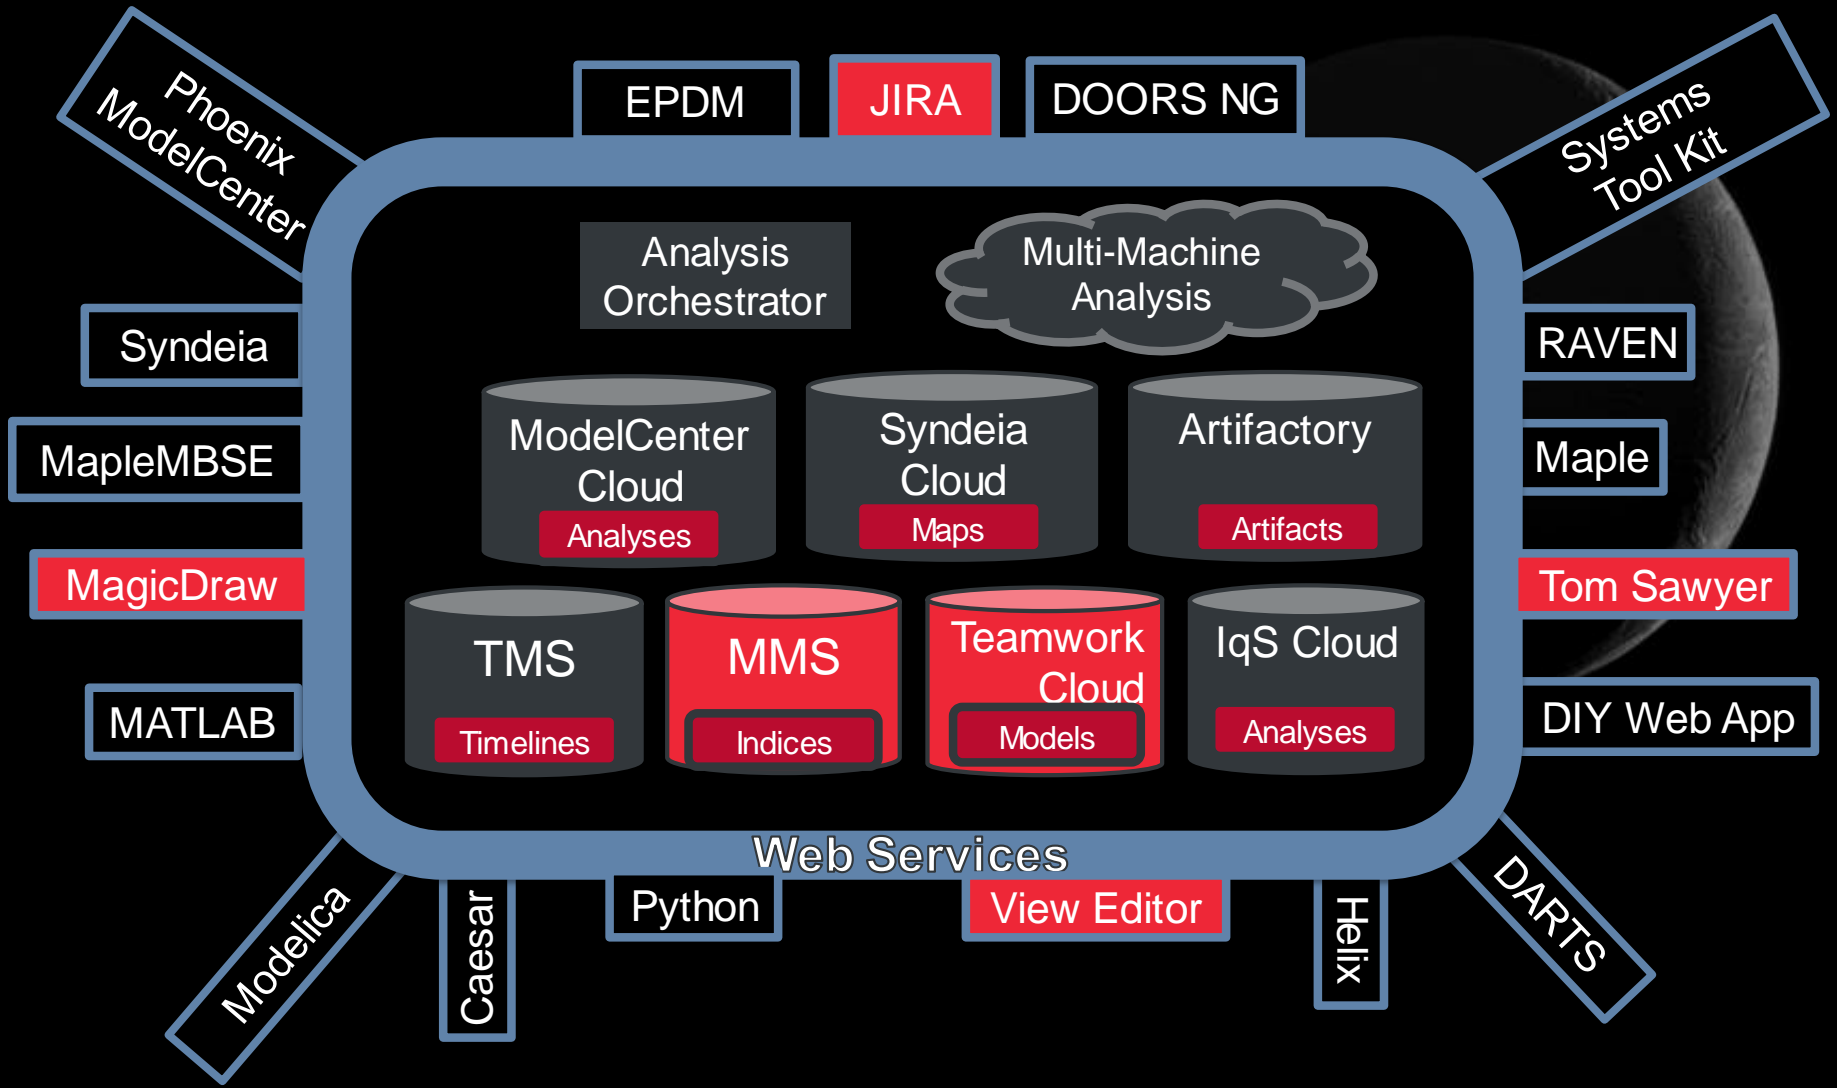 Phoenix
ModelCenter
EPDM
JIRA
DOORS NG
Systems
Tool Kit
Analysis
Orchestrator
Multi-Machine
Analysis
Syndeia
RAVEN
ModelCenter
Cloud
Analyses
Syndeia
Cloud
Maps
Artifactory
Artifacts
MapleMBSE
Maple
MagicDraw
Tom Sawyer
TMS
Timelines
MMS
Indices
Teamwork
Cloud
Models
IqS Cloud
Analyses
MATLAB
DIY Web App
Web Services
Modelica
Caesar
Python
View Editor
Helix
DARTS